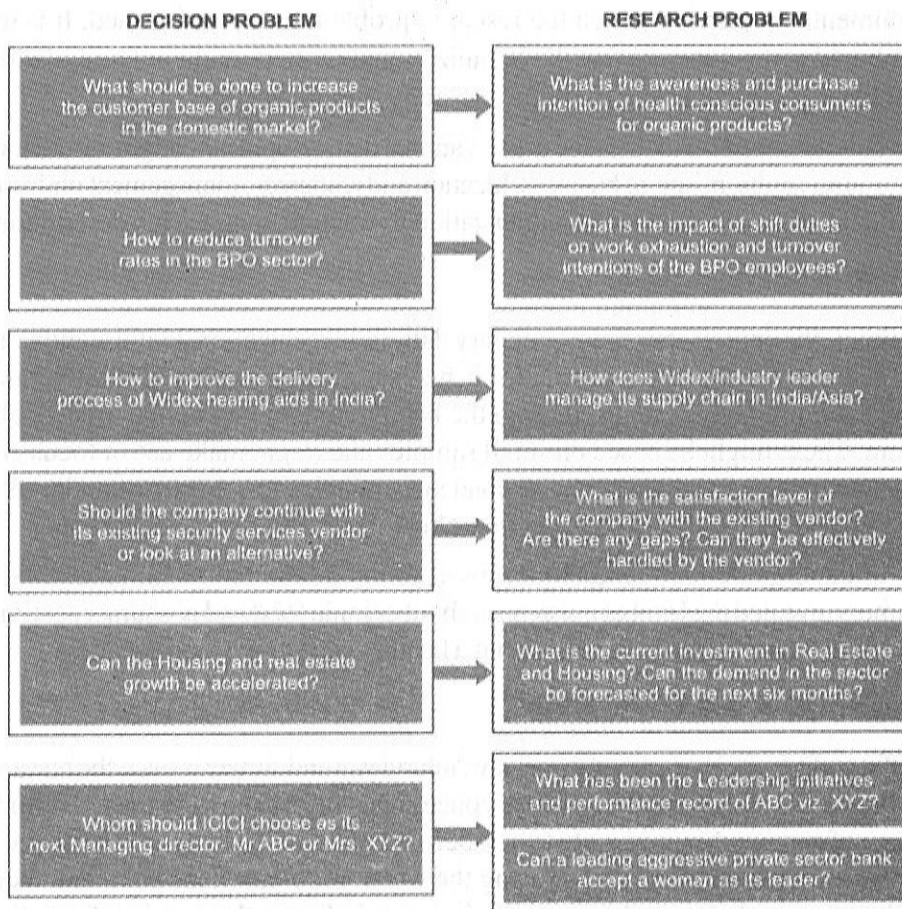 DECISION PROBLEM
RESEARCH PROBLEM
What should be done to increase
the customer base of organic products
in the domestic market?
What is the awareness and purchase
intention of health conscious consumers
for organic products?
How to reduce turnover
rates in the BPO sector?
What is the impact of shift duties
on work exhaustion and turnover
intentions of the BPO employees?
How to improve the delivery
process of Widex hearing aids in India?
How does Widex/industry leader
manage its supply chain in India/Asia?
Should the company continue with
its existing security services vendor
or look at an alternative?
What is the satisfaction level of
the company with the existing vendor?
Are there any gaps? Can they be effectively
handled by the vendor?
Can the Housing and real estate
growth be accelerated?
What is the current investment in Real Estate
and Housing? Can the demand in the sector
be forecasted for the next six months?
Whom should ICICI choose as its
next Managing director- Mr ABC or Mrs. XYZ?
What has been the Leadership initiatives
and performance record of ABC viz. XYZ?
Can a leading aggressive private sector bank
accept a woman as its leader?